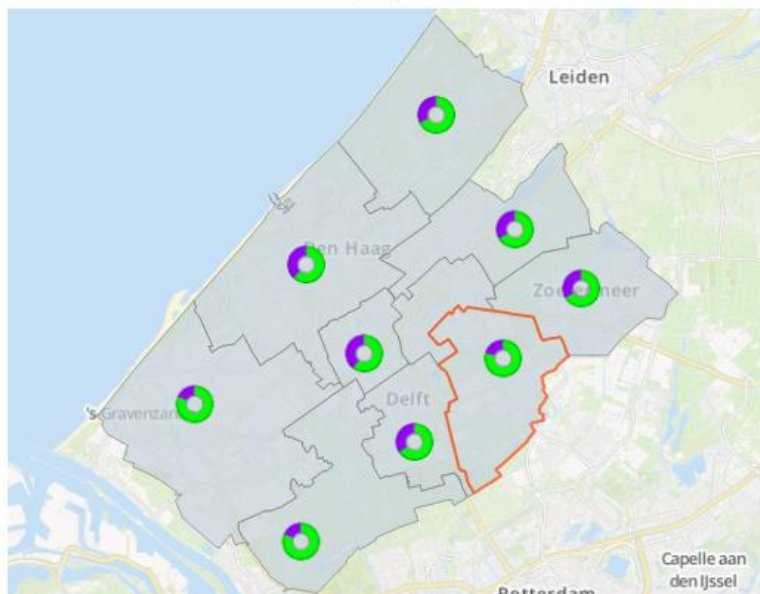 Leiden
Den Haag
Zoetermeer
's Gravenzande
Delft
Capelle aan
den IJssel
Rotterdam